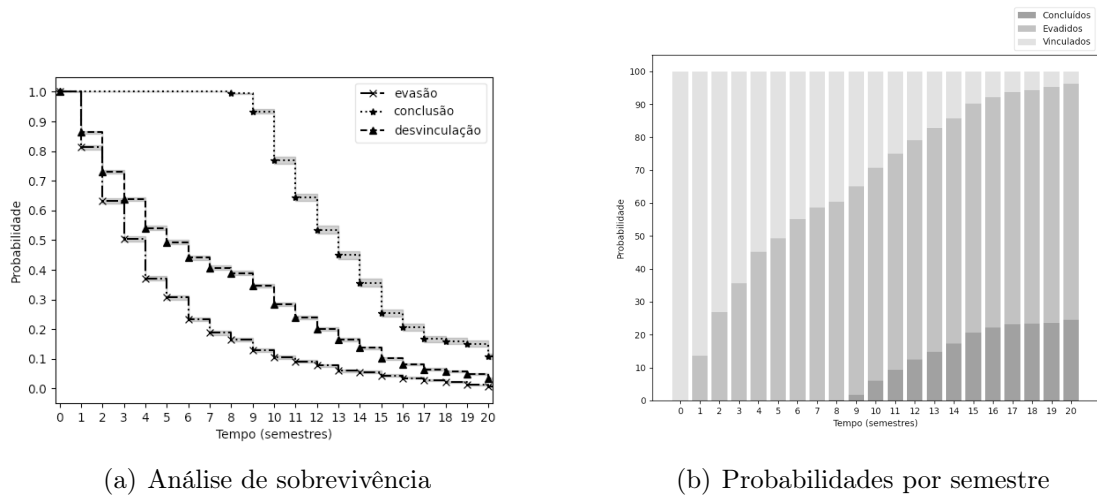 Concluídos
Evadidos
Vinculados
evasão
conclusão
desvinculação
Probabilidade
1.0
0.9
0.8
0.7
0.6
0.5
0.4
0.3
0.2
0.1
0.0
0 1 2 3 4 5 6 7 8 9 10 11 12 13 14 15 16 17 18 19 20
Tempo (semestres)
(a) Análise de sobrevivência
Probabilidade
100
90
80
70
60
50
40
30
20
10
0
0 1 2 3 4 5 6 7 8 9 10 11 12 13 14 15 16 17 18 19 20
Tempo (semestres)
(b) Probabilidades por semestre